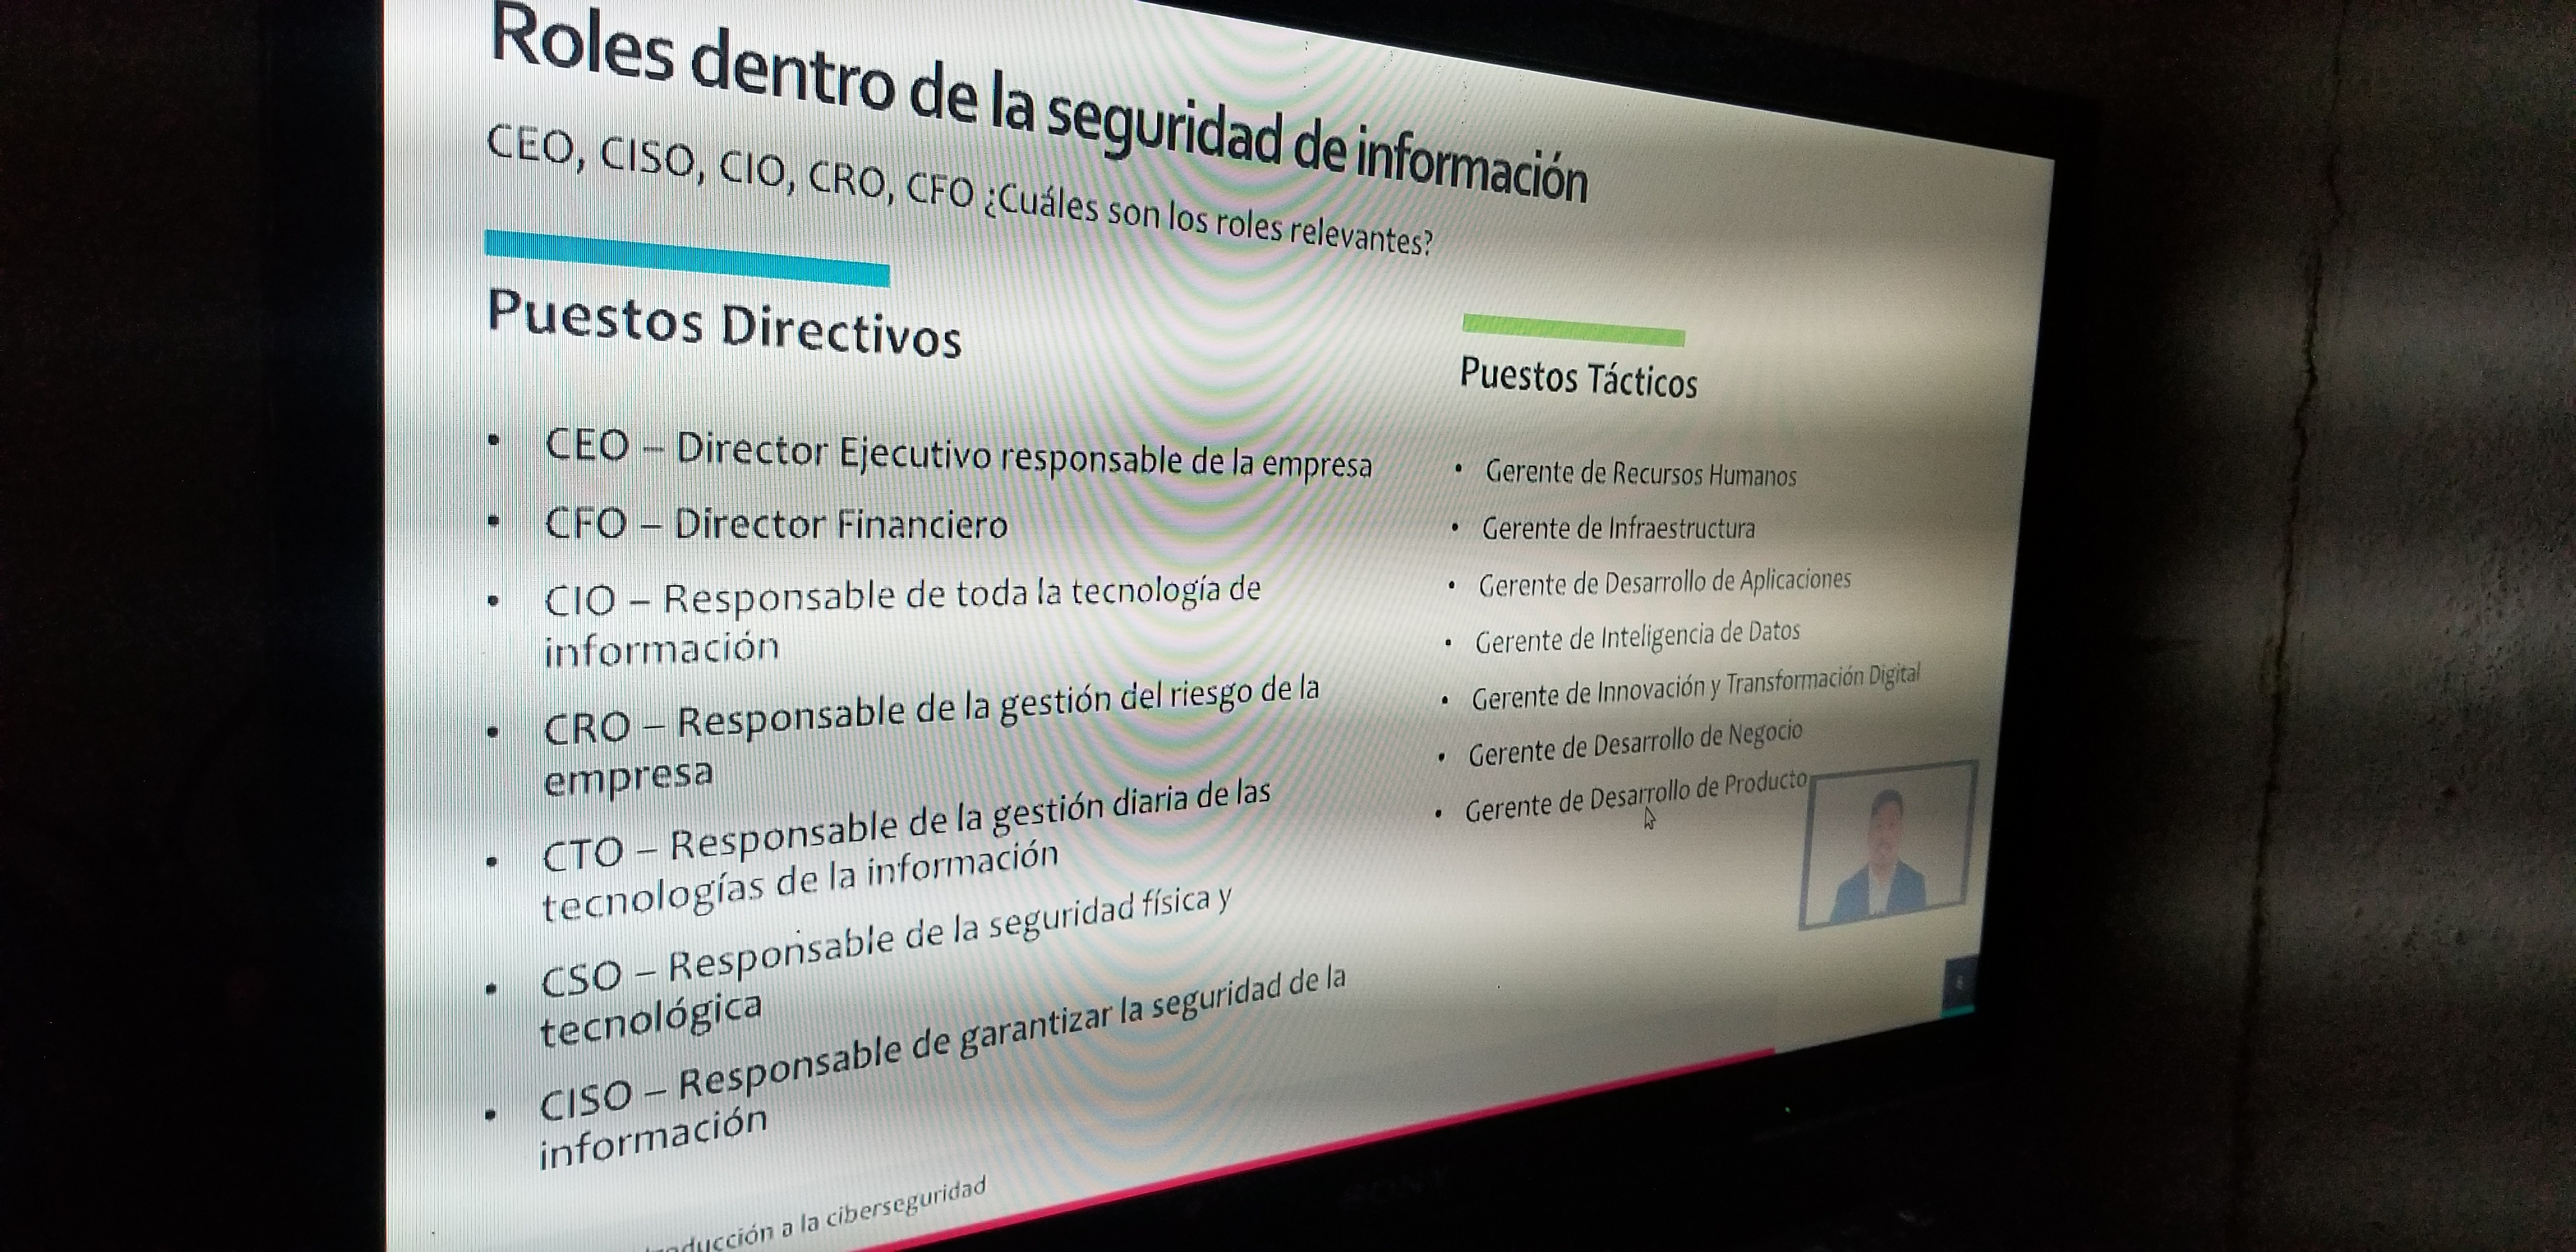 Roles dentro de la seguridad de información
CEO, CISO, CIO, CRO, CFO ¿Cuáles son los roles relevantes?
Puestos Directivos
• CEO – Director Ejecutivo responsable de la empresa
• CFO – Director Financiero
• CIO – Responsable de toda la tecnología de
información
• CRO – Responsable de la gestión del riesgo de la
empresa
• CTO – Responsable de la gestión diaria de las
tecnologías de la información
• CSO – Responsable de la seguridad física y
tecnológica
• CISO – Responsable de garantizar la seguridad de la
información
Puestos Tácticos
• Gerente de Recursos Humanos
• Gerente de Infraestructura
• Gerente de Desarrollo de Aplicaciones
• Gerente de Inteligencia de Datos
• Gerente de Innovación y Transformación Digital
• Gerente de Desarrollo de Negocio
• Gerente de Desarrollo de Producto
a la ciberseguridad